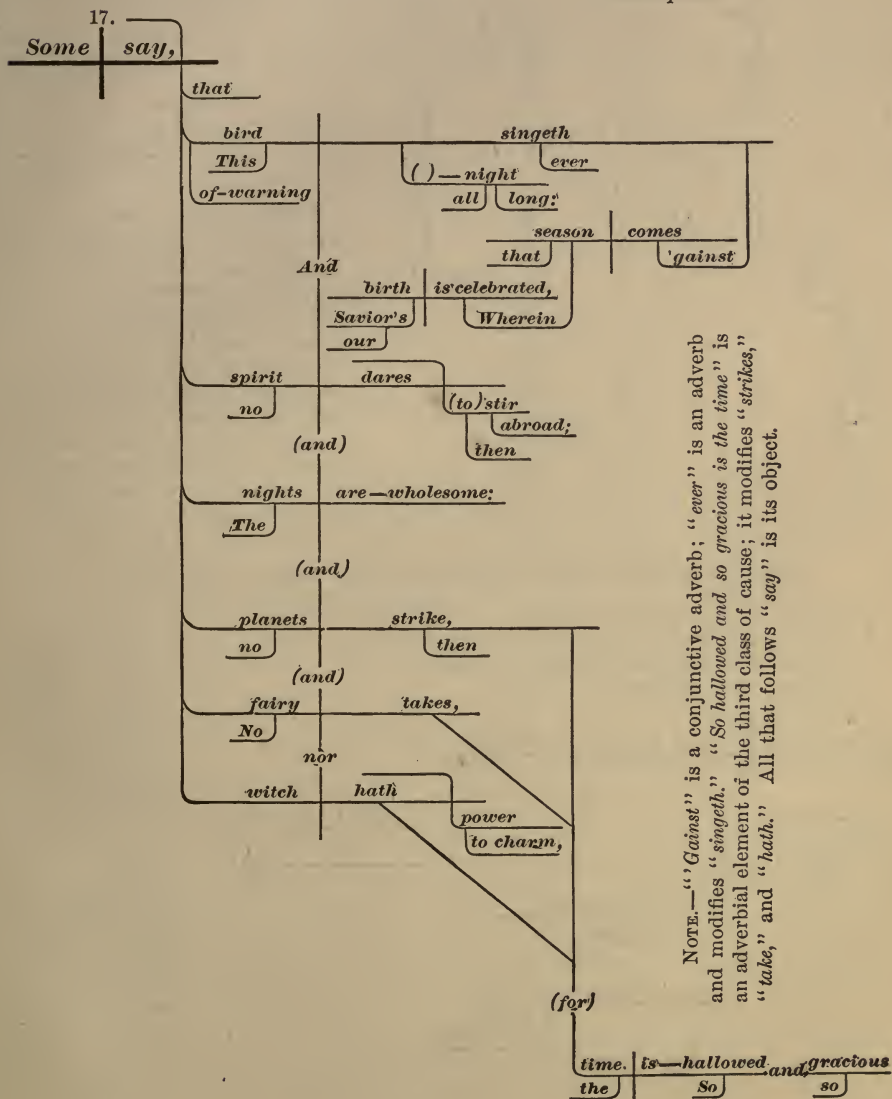 17.
Some say,
that
bird singeth
This ever
( )—night
of-warning
all long:
season comes
that 'gainst
And
birth is celebrated,
Savior's Wherein
our
spirit dares
no (to) stir
abroad;
(and)
then
nights are—wholesome:
The
(and)
planets strike,
no then
(and)
fairy takes,
No
nor
witch hath
power
to charm,
(for)
time. is—hallowed and gracious
the So so
NOTE.—“'Gainst” is a conjunctive adverb; “ever” is an adverb
and modifies “singeth.” “So hallowed and so gracious is the time” is
an adverbial element of the third class of cause; it modifies “strikes,”
“take,” and “hath.” All that follows “say” is its object.